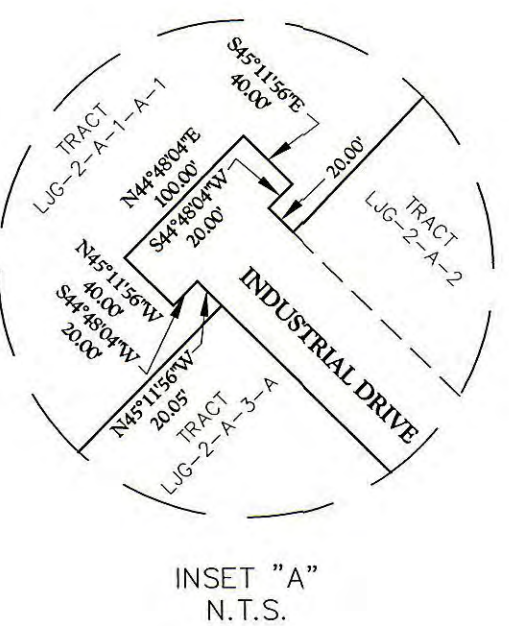 S45°11'56"E
40.00'
TRACT
LJG-2-A-1-A-1
N44°48'04"E
100.00'
S44°48'04"W
20.00'
20.00'
TRACT
LJG-2-A-2
N45°11'56"W
40.00'
S44°48'04"W
20.00'
INDUSTRIAL DRIVE
N45°11'56"W
20.05'
TRACT
LJG-2-A-3-A
INSET "A"
N.T.S.